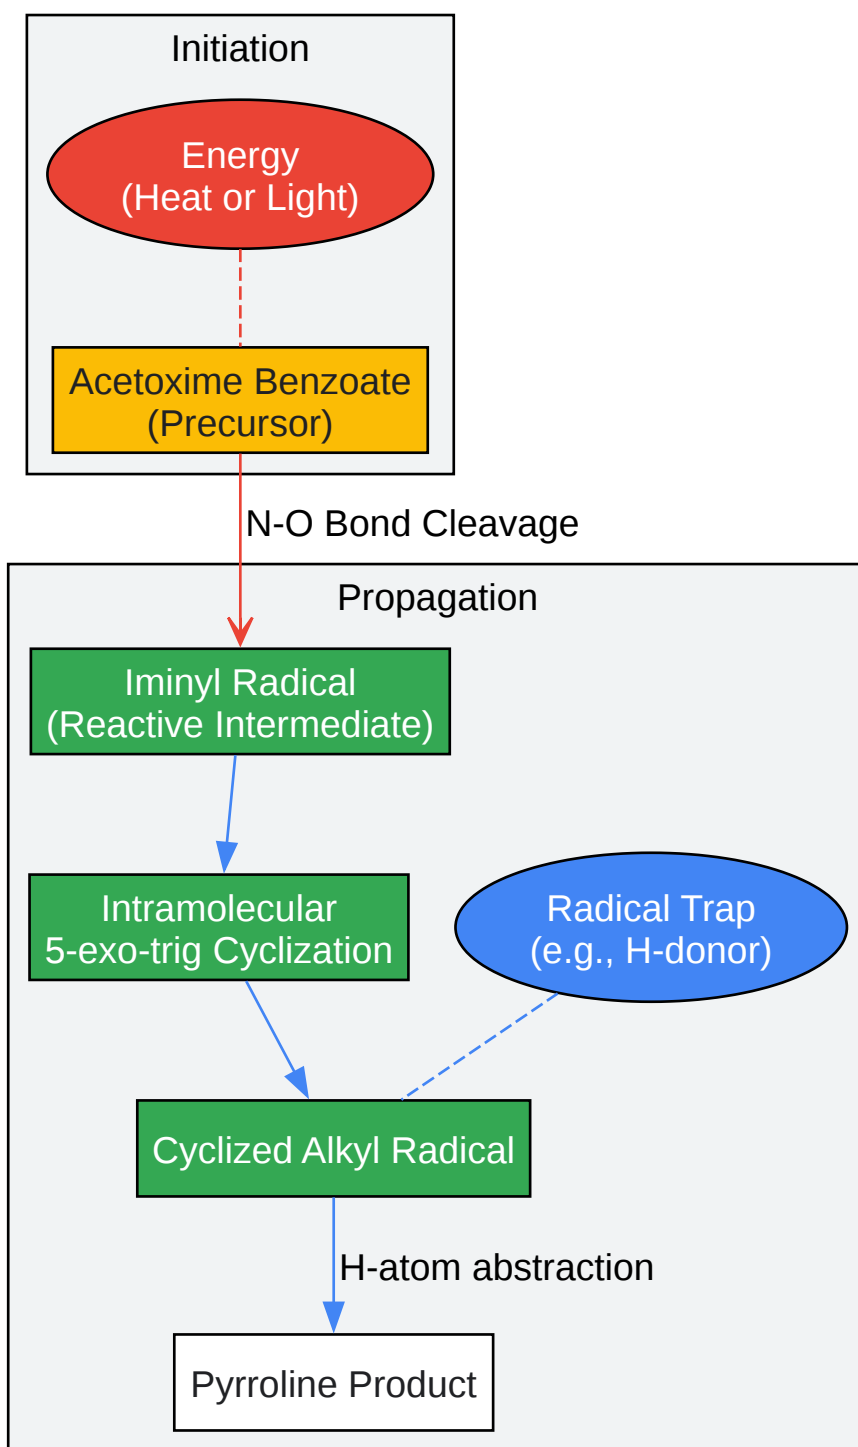 Initiation
Energy
(Heat or Light)
Acetoxime Benzoate
(Precursor)
N-O Bond Cleavage
Propagation
Iminyl Radical
(Reactive Intermediate)
Intramolecular
5-exo-trig Cyclization
Radical Trap
(e.g., H-donor)
Cyclized Alkyl Radical
H-atom abstraction
Pyrroline Product